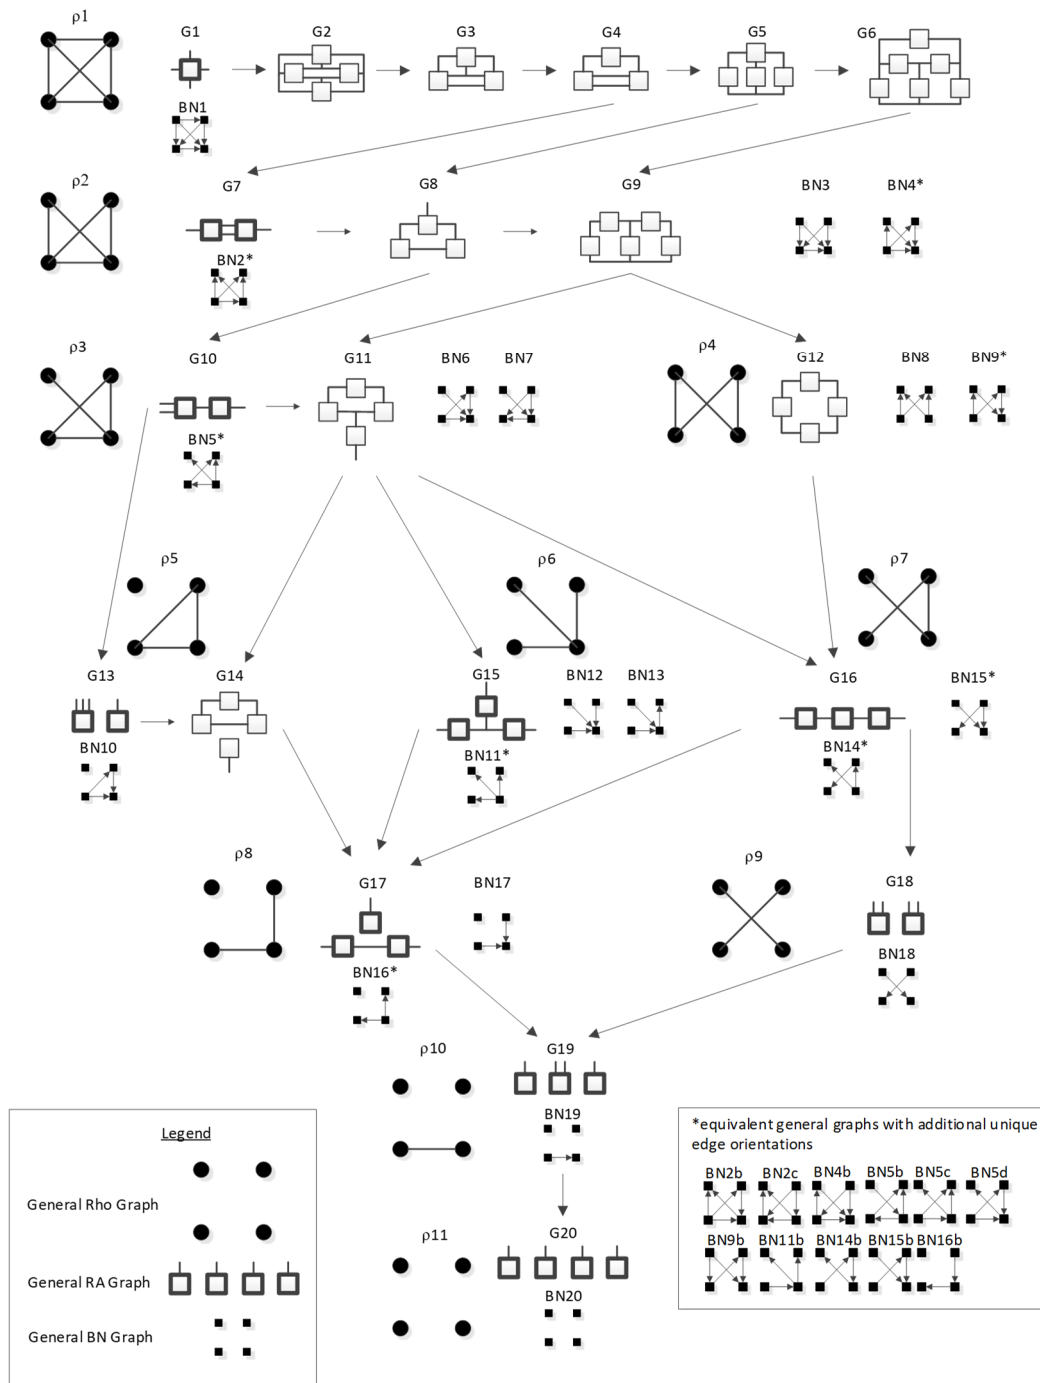 ρ1
G1
G2
G3
G4
G5
G6
BN1
ρ2
G7
G8
G9
BN3
BN4*
BN2*
ρ3
G10
G11
BN6
BN7
ρ4
G12
BN8
BN9*
BN5*
ρ5
ρ6
ρ7
G13
G14
G15
BN12
BN13
G16
BN15*
BN10
BN11*
BN14*
ρ8
G17
BN17
ρ9
G18
BN16*
BN18
ρ10
G19
BN19
ρ11
G20
BN20
Legend
General Rho Graph
General RA Graph
General BN Graph
*equivalent general graphs with additional unique
edge orientations
BN2b BN2c BN4b BN5b BN5c BN5d
BN9b BN11b BN14b BN15b BN16b